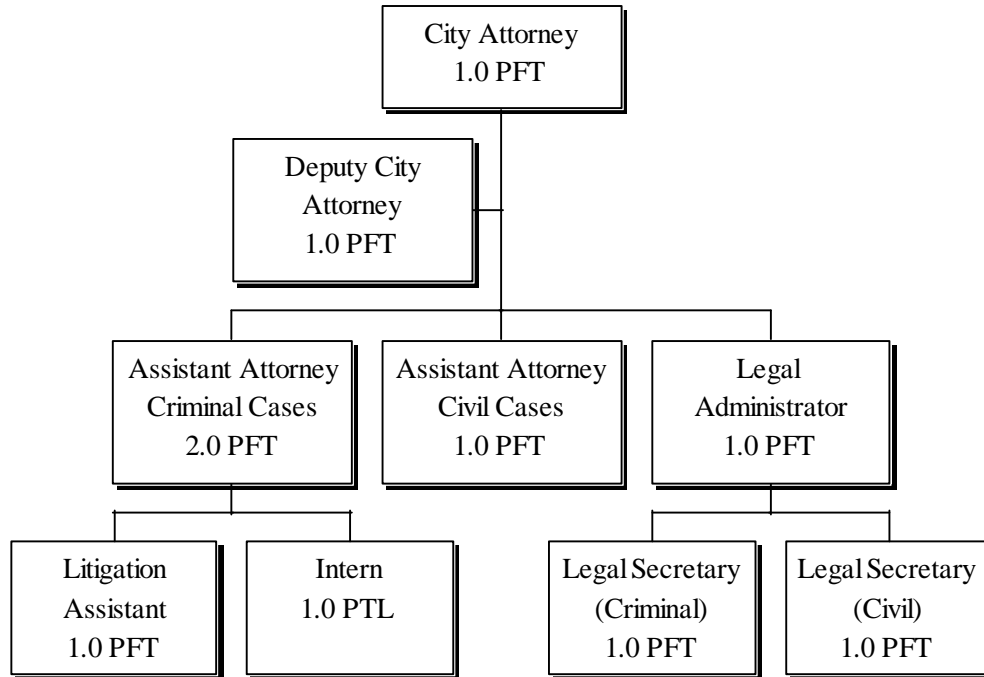 City Attorney
1.0 PFT
Deputy City
Attorney
1.0 PFT
Assistant Attorney
Criminal Cases
2.0 PFT
Assistant Attorney
Civil Cases
1.0 PFT
Legal
Administrator
1.0 PFT
Litigation
Assistant
1.0 PFT
Intern
1.0 PTL
Legal Secretary
(Criminal)
1.0 PFT
Legal Secretary
(Civil)
1.0 PFT